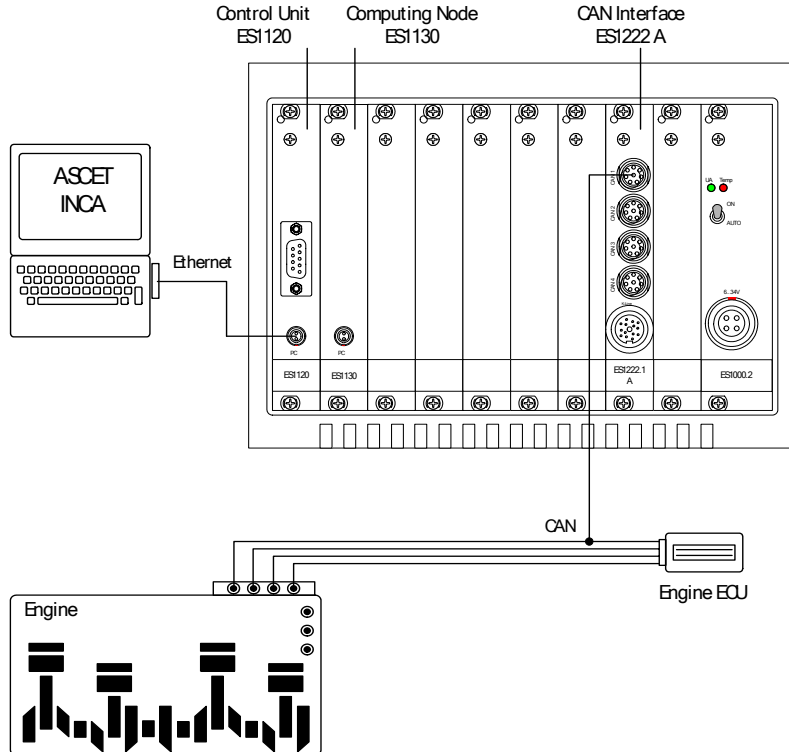 Control Unit
ES1120
Computing Node
ES1130
CAN Interface
ES1222 A
ASCET
INCA
Ethernet
CAN 1
CAN 2
CAN 3
CAN 4
UA Temp
ON
AUTO
6...34V
PC
PC
ES1120
ES1130
ES1222.1
A
ES1000.2
CAN
Engine ECU
Engine